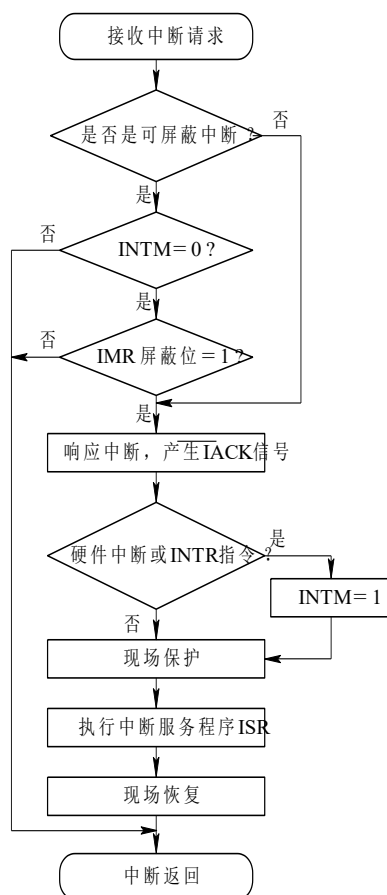 接收中断请求
是否是可屏蔽中断?
否
是
否
INTM=0?
是
否
IMR屏蔽位=1?
是
响应中断，产生IACK信号
硬件中断或INTR指令?
是
INTM=1
否
现场保护
执行中断服务程序ISR
现场恢复
中断返回